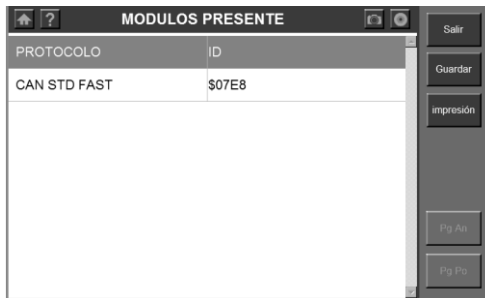 ?
MODULOS PRESENTE
PROTOCOLO ID
CAN STD FAST $07E8
Salir
Guardar
impresión
Pg An
Pg Po